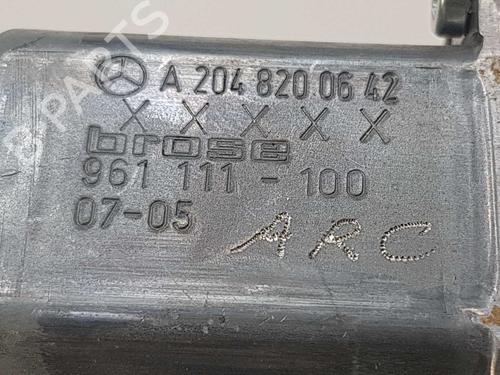 A 204 820 06 42
X X X X X
brose
961 111 - 100
07-05
ARC
B-PARTS